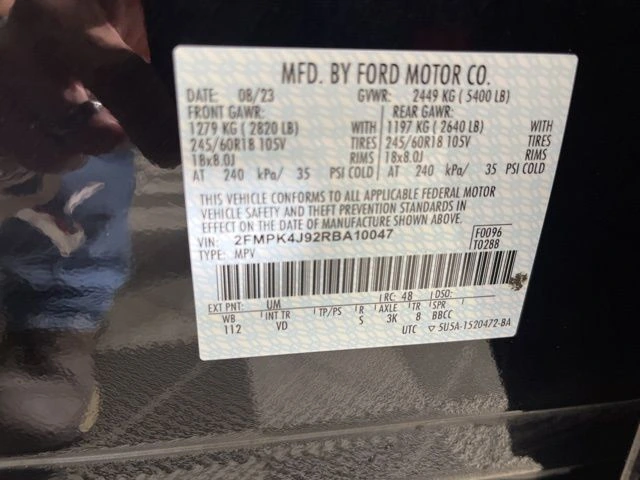 MFD. BY FORD MOTOR CO.
DATE: 08/23 GVWR: 2449 KG ( 5400 LB)
FRONT GAWR: REAR GAWR:
1279 KG ( 2820 LB) WITH 1197 KG ( 2640 LB) WITH
245/60R18 105V TIRES 245/60R18 105V TIRES
18x8.0J RIMS 18x8.0J RIMS
AT 240 kPa/ 35 PSI COLD AT 240 kPa/ 35 PSI COLD
THIS VEHICLE CONFORMS TO ALL APPLICABLE FEDERAL MOTOR
VEHICLE SAFETY AND THEFT PREVENTION STANDARDS IN
EFFECT ON THE DATE OF MANUFACTURE SHOWN ABOVE.
VIN: 2FMPK4J92RBA10047 F0096
TYPE: MPV T0288
EXT PNT: UM RC: 48 DSO:
WB INT TR TP/PS R AXLE TR SPR
112 VD S 3K 8 BBCC
UTC ▽ 5U5A-1520472-BA